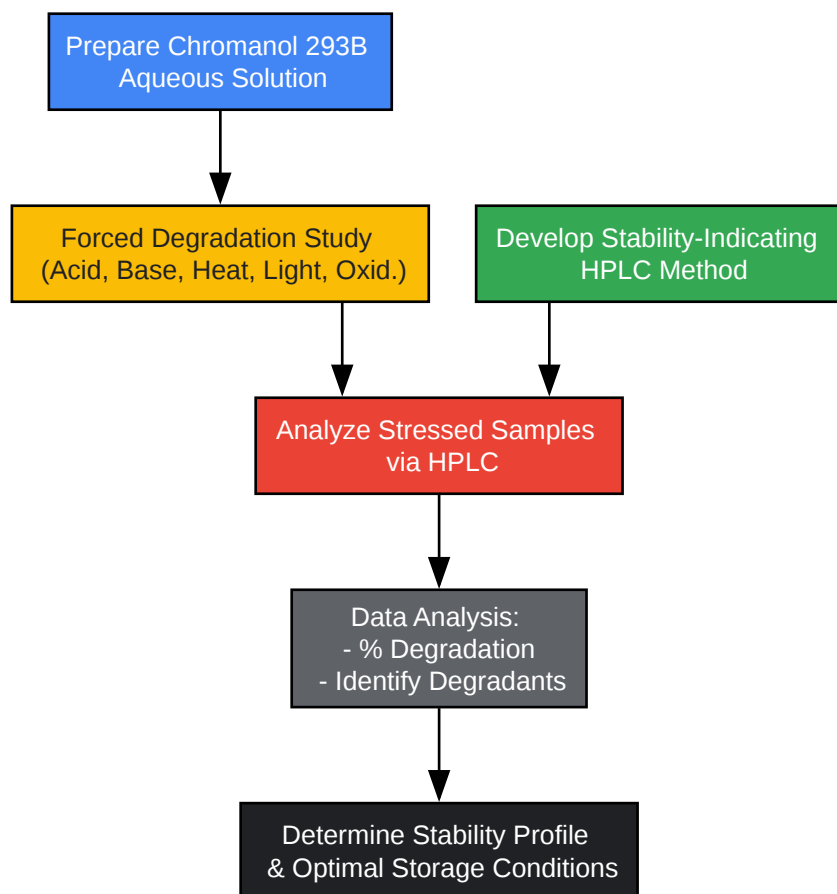 Prepare Chromanol 293B
Aqueous Solution
Forced Degradation Study
(Acid, Base, Heat, Light, Oxid.)
Develop Stability-Indicating
HPLC Method
Analyze Stressed Samples
via HPLC
Data Analysis:
- % Degradation
- Identify Degradants
Determine Stability Profile
& Optimal Storage Conditions